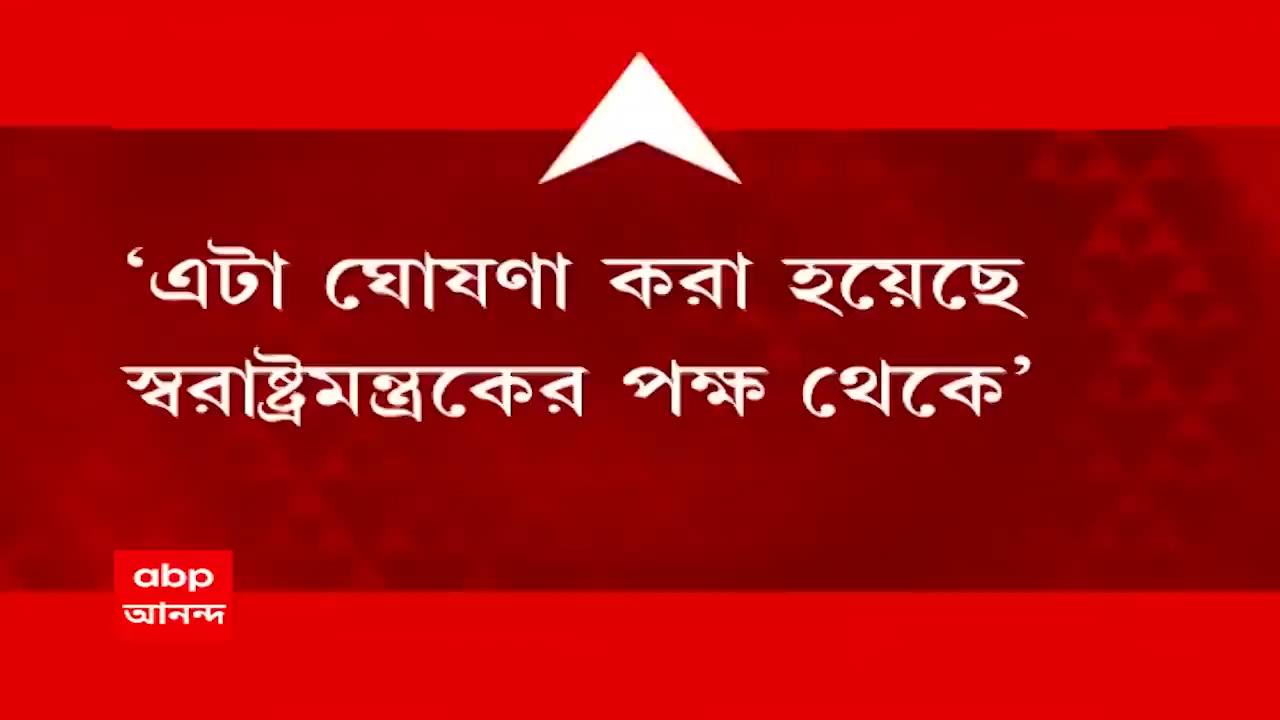 ‘এটা ঘোষণা করা হয়েছে
স্বরাষ্ট্রমন্ত্রকের পক্ষ থেকে’
abp
আনন্দ